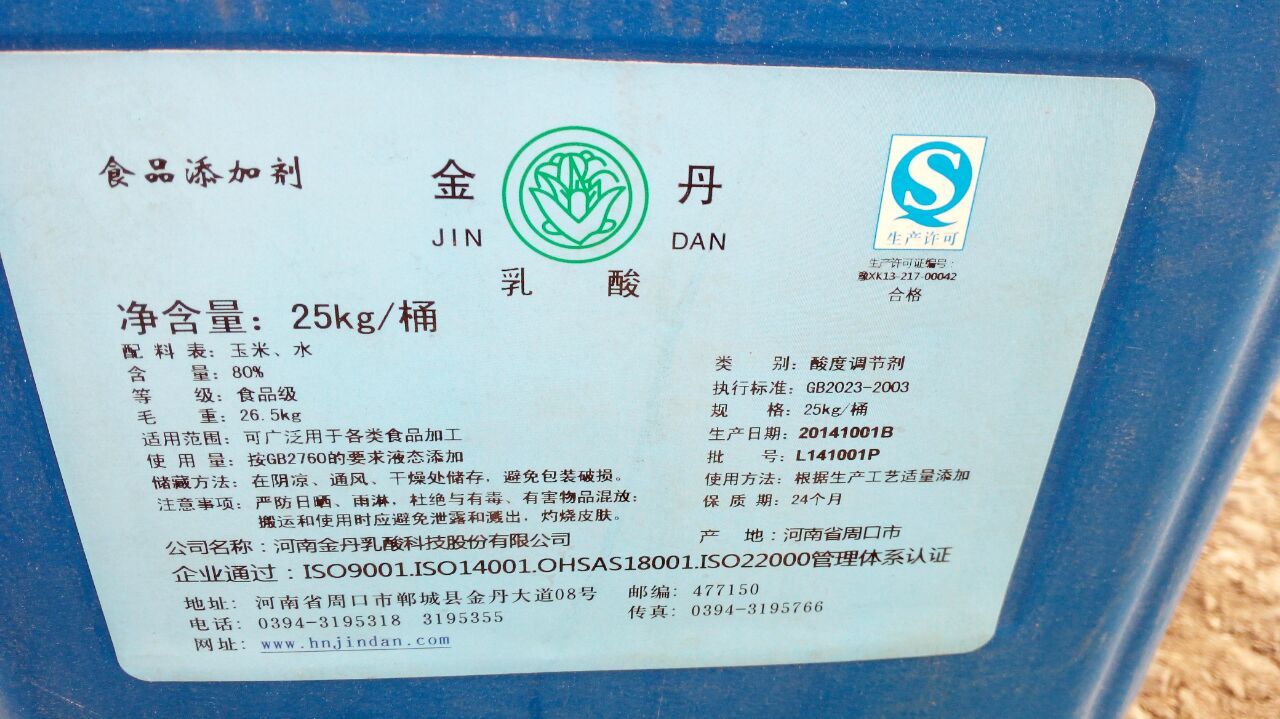 食品添加剂
金 丹
JIN DAN
乳 酸
生产许可
生产许可证编号:
豫XK13-217-00042
合格
净含量: 25kg/桶
配料表: 玉米、水
含 量: 80%
等 级: 食品级
毛 重: 26.5kg
适用范围: 可广泛用于各类食品加工
使 用 量: 按GB2760的要求液态添加
储藏方法: 在阴凉、通风、干燥处储存, 避免包装破损。
注意事项: 严防日晒、雨淋, 杜绝与有毒、有害物品混放;
搬运和使用时应避免泄露和溅出, 灼烧皮肤。
类 别: 酸度调节剂
执行标准: GB2023-2003
规 格: 25kg/桶
生产日期: 20141001B
批 号: L141001P
使用方法: 根据生产工艺适量添加
保 质 期: 24个月
公司名称: 河南金丹乳酸科技股份有限公司
产 地: 河南省周口市
企业通过: ISO9001.ISO14001.OHSAS18001.ISO22000管理体系认证
地址: 河南省周口市郸城县金丹大道08号 邮编: 477150
电话: 0394-3195318 3195355 传真: 0394-3195766
网址: www.hnjindan.com